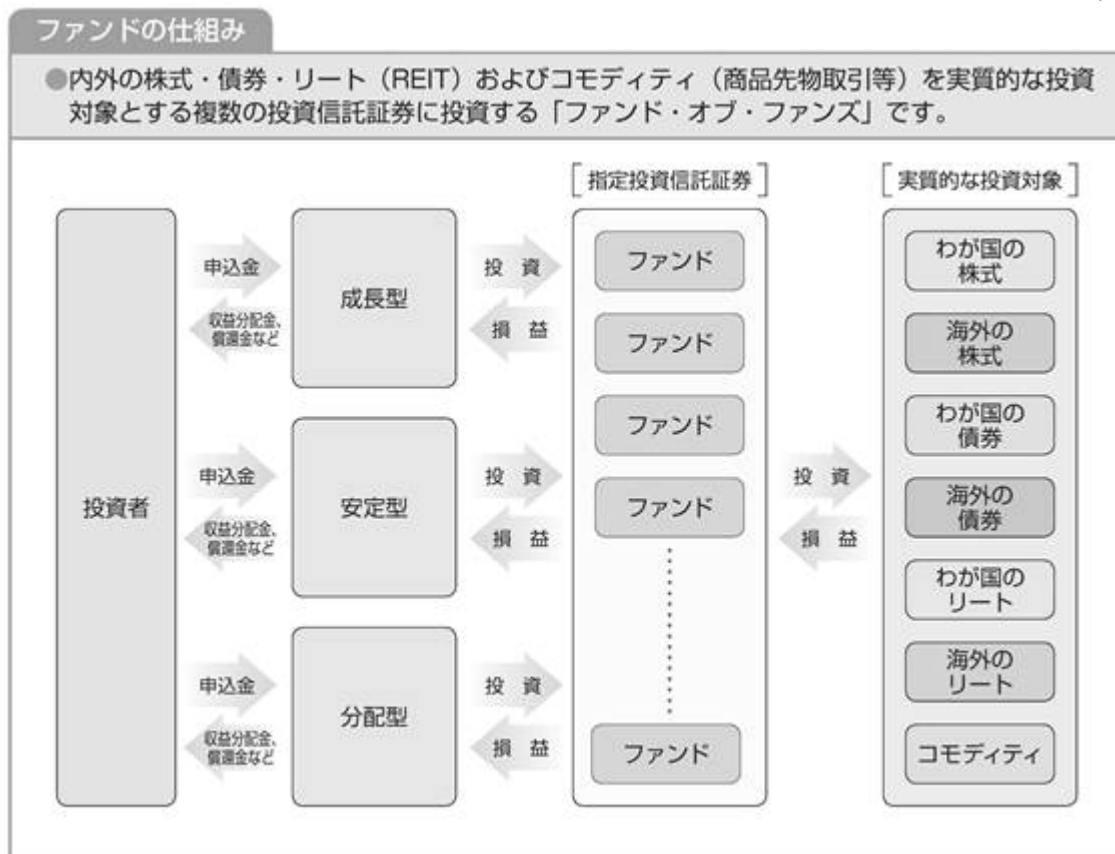 ファンドの仕組み
●内外の株式・債券・リート（REIT）およびコモディティ（商品先物取引等）を実質的な投資
対象とする複数の投資信託証券に投資する「ファンド・オブ・ファンズ」です。
指定投資信託証券
実質的な投資対象
投資者
申込金
収益分配金、
償還金など
成長型
投 資
損 益
申込金
収益分配金、
償還金など
安定型
投 資
損 益
申込金
収益分配金、
償還金など
分配型
投 資
損 益
ファンド
ファンド
ファンド
ファンド
ファンド
投 資
損 益
わが国の
株式
海外の
株式
わが国の
債券
海外の
債券
わが国の
リート
海外の
リート
コモディティ